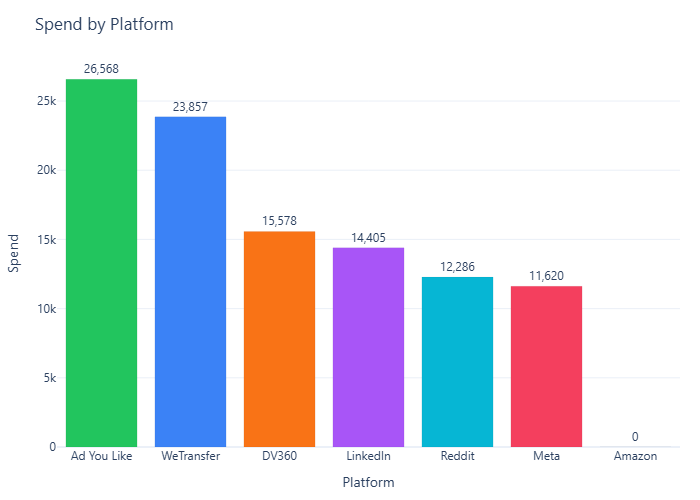 Spend by Platform
26,568
23,857
15,578
14,405
12,286
11,620
0
25k
20k
15k
10k
5k
0
Spend
Ad You Like
WeTransfer
DV360
LinkedIn
Reddit
Meta
Amazon
Platform